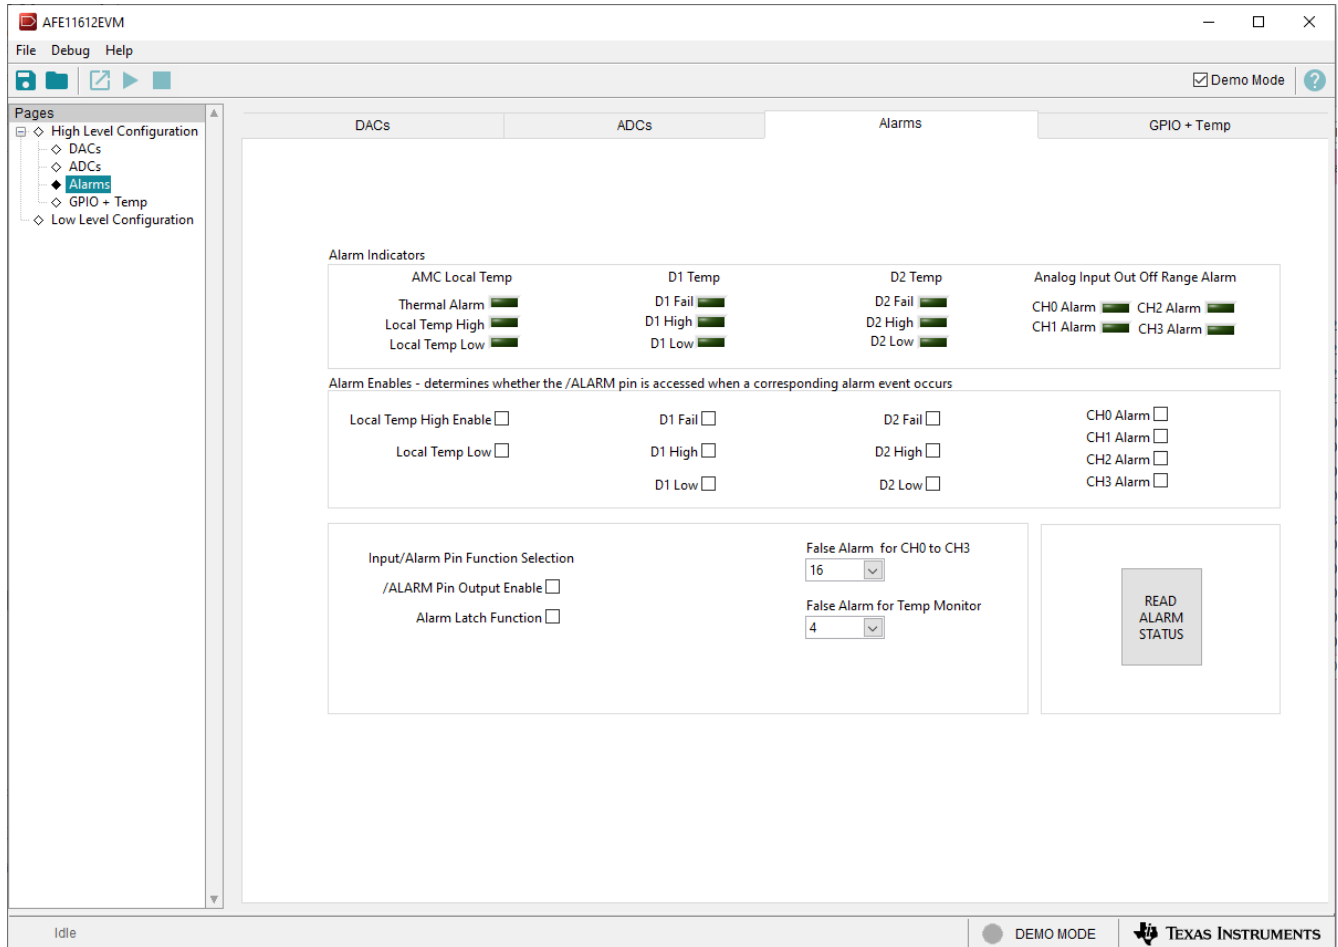 AFE11612EVM
File Debug Help
Demo Mode
Pages
High Level Configuration
DACs
ADCs
Alarms
GPIO + Temp
Low Level Configuration
DACs ADCs Alarms GPIO + Temp
Alarm Indicators
AMC Local Temp D1 Temp D2 Temp Analog Input Out Off Range Alarm
Thermal Alarm D1 Fail D2 Fail CH0 Alarm CH2 Alarm
Local Temp High D1 High D2 High CH1 Alarm CH3 Alarm
Local Temp Low D1 Low D2 Low
Alarm Enables - determines whether the /ALARM pin is accessed when a corresponding alarm event occurs
Local Temp High Enable D1 Fail D2 Fail CH0 Alarm
CH1 Alarm
Local Temp Low D1 High D2 High CH2 Alarm
D1 Low D2 Low CH3 Alarm
Input/Alarm Pin Function Selection
/ALARM Pin Output Enable
Alarm Latch Function
False Alarm for CH0 to CH3
16
False Alarm for Temp Monitor
4
READ
ALARM
STATUS
Idle DEMO MODE TEXAS INSTRUMENTS